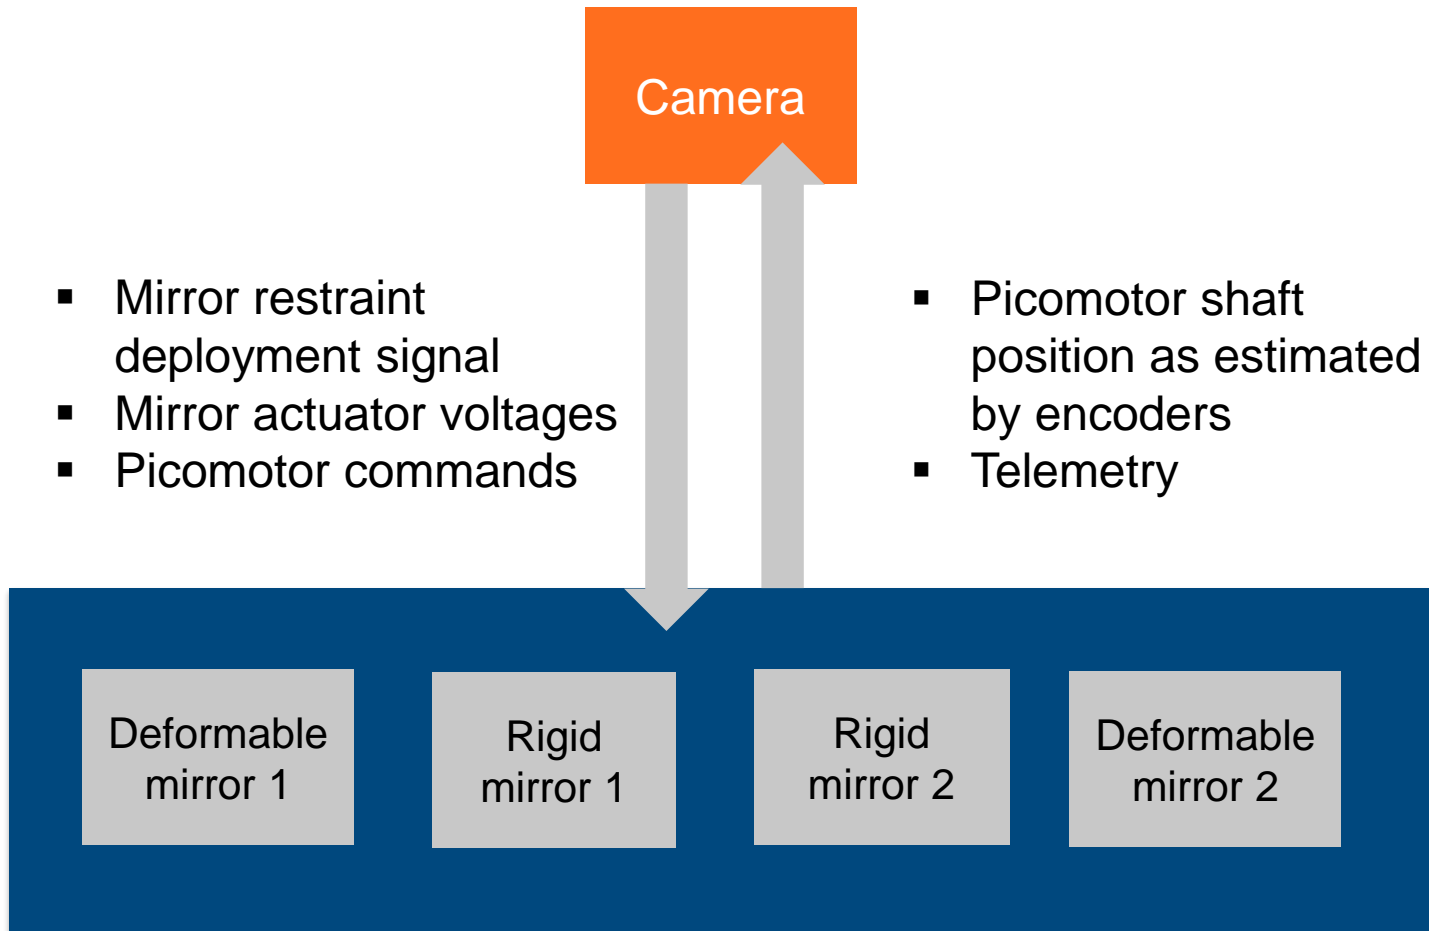 Camera
▪ Mirror restraint
deployment signal
▪ Mirror actuator voltages
▪ Picomotor commands
▪ Picomotor shaft
position as estimated
by encoders
▪ Telemetry
Deformable
mirror 1
Rigid
mirror 1
Rigid
mirror 2
Deformable
mirror 2